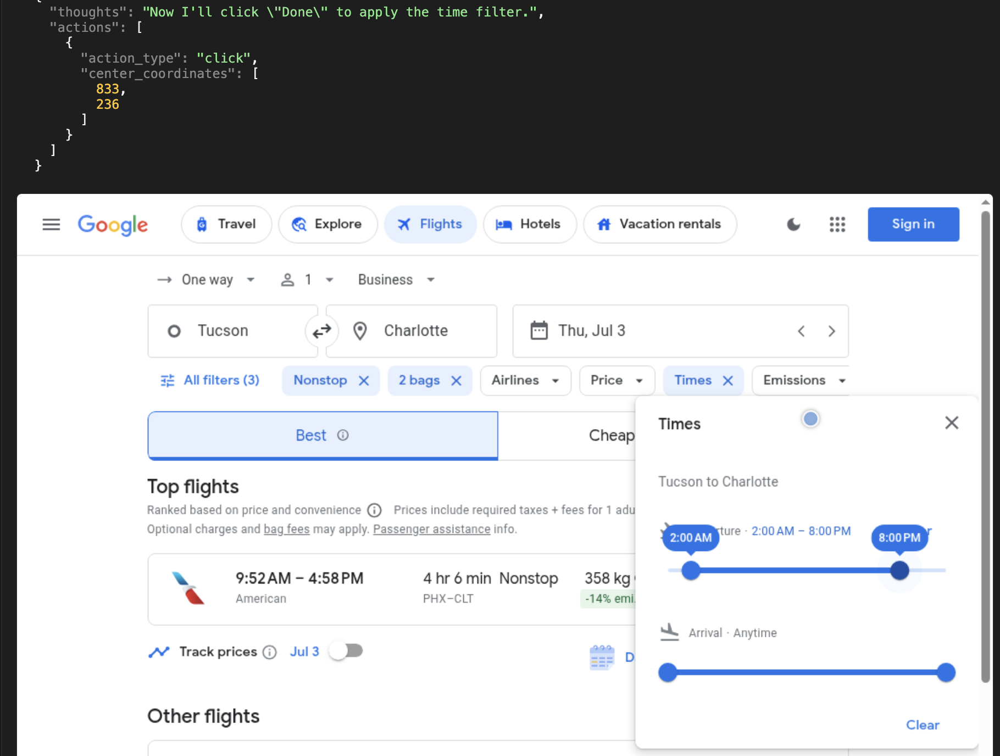 {
"thoughts": "Now I'll click \"Done\" to apply the time filter.",
"actions": [
{
"action_type": "click",
"center_coordinates": [
833,
236
]
}
]
}
Google
Travel
Explore
Flights
Hotels
Vacation rentals
Sign in
One way
1
Business
Tucson
Charlotte
Thu, Jul 3
All filters (3)
Nonstop
2 bags
Airlines
Price
Times
Emissions
Best
Cheap
Top flights
Ranked based on price and convenience Prices include required taxes + fees for 1 adu
Optional charges and bag fees may apply. Passenger assistance info.
9:52 AM – 4:58 PM
American
4 hr 6 min Nonstop
PHX–CLT
358 kg
-14% emi
Track prices
Jul 3
D
Other flights
Times
Tucson to Charlotte
rture · 2:00 AM – 8:00 PM
r
2:00 AM
8:00 PM
Arrival · Anytime
Clear